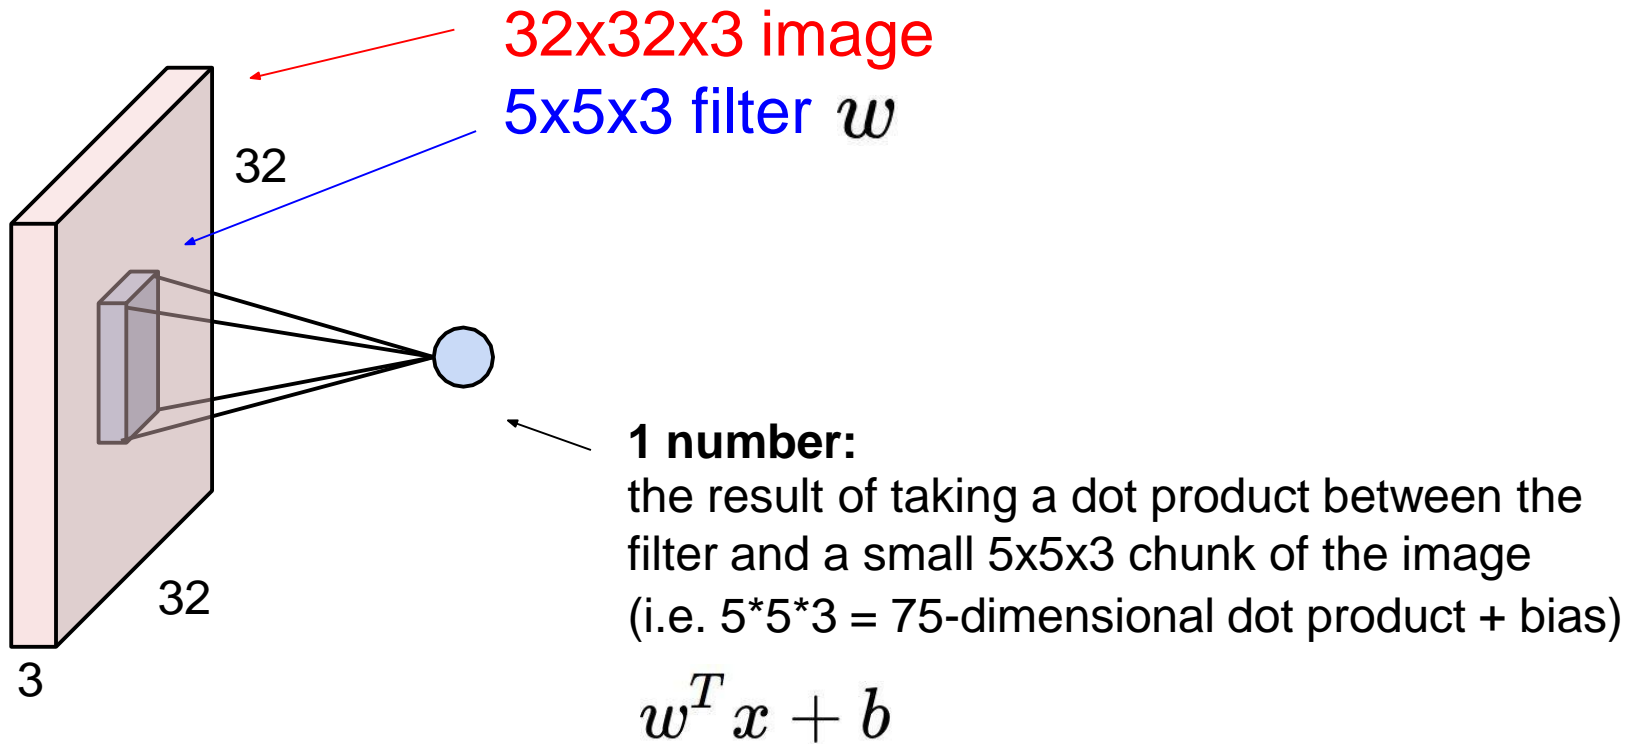 32x32x3 image
5x5x3 filter w
32
32
3
1 number:
the result of taking a dot product between the
filter and a small 5x5x3 chunk of the image
(i.e. 5*5*3 = 75-dimensional dot product + bias)
w^T x + b